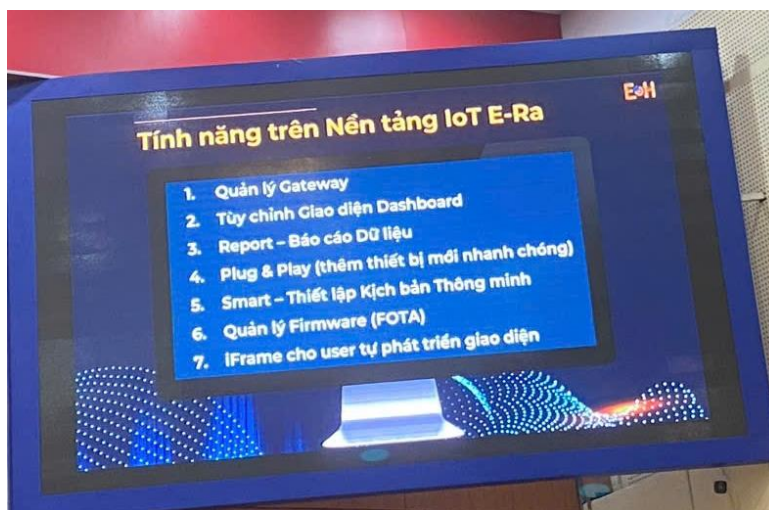 EoH
Tính năng trên Nền tảng IoT E-Ra
1. Quản lý Gateway
2. Tùy chỉnh Giao diện Dashboard
3. Report – Báo cáo Dữ liệu
4. Plug & Play (thêm thiết bị mới nhanh chóng)
5. Smart – Thiết lập Kịch bản Thông minh
6. Quản lý Firmware (FOTA)
7. iFrame cho user tự phát triển giao diện